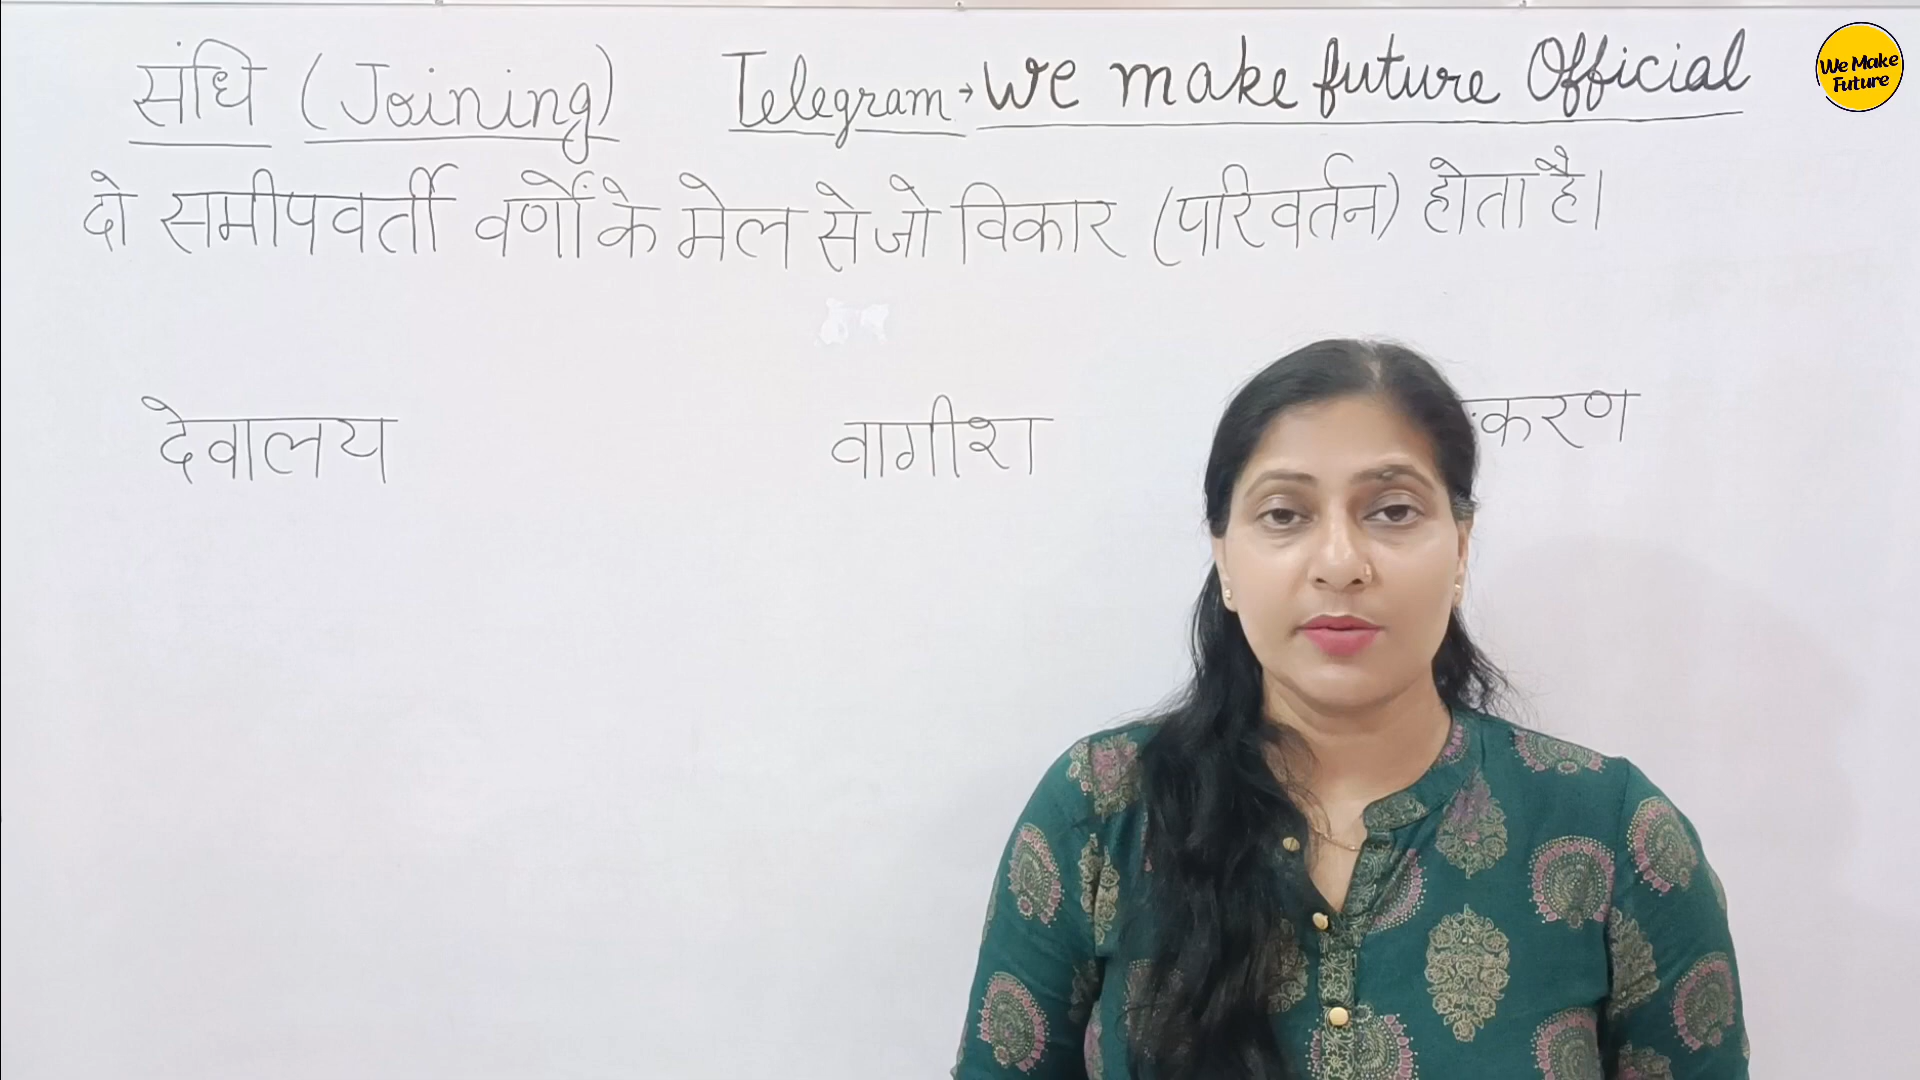 संधि (Joining) Telegram→We make future Official
दो समीपवर्ती वर्णों के मेल से जो विकार (परिवर्तन) होता है।
देवालय वागीश करण
We Make
Future